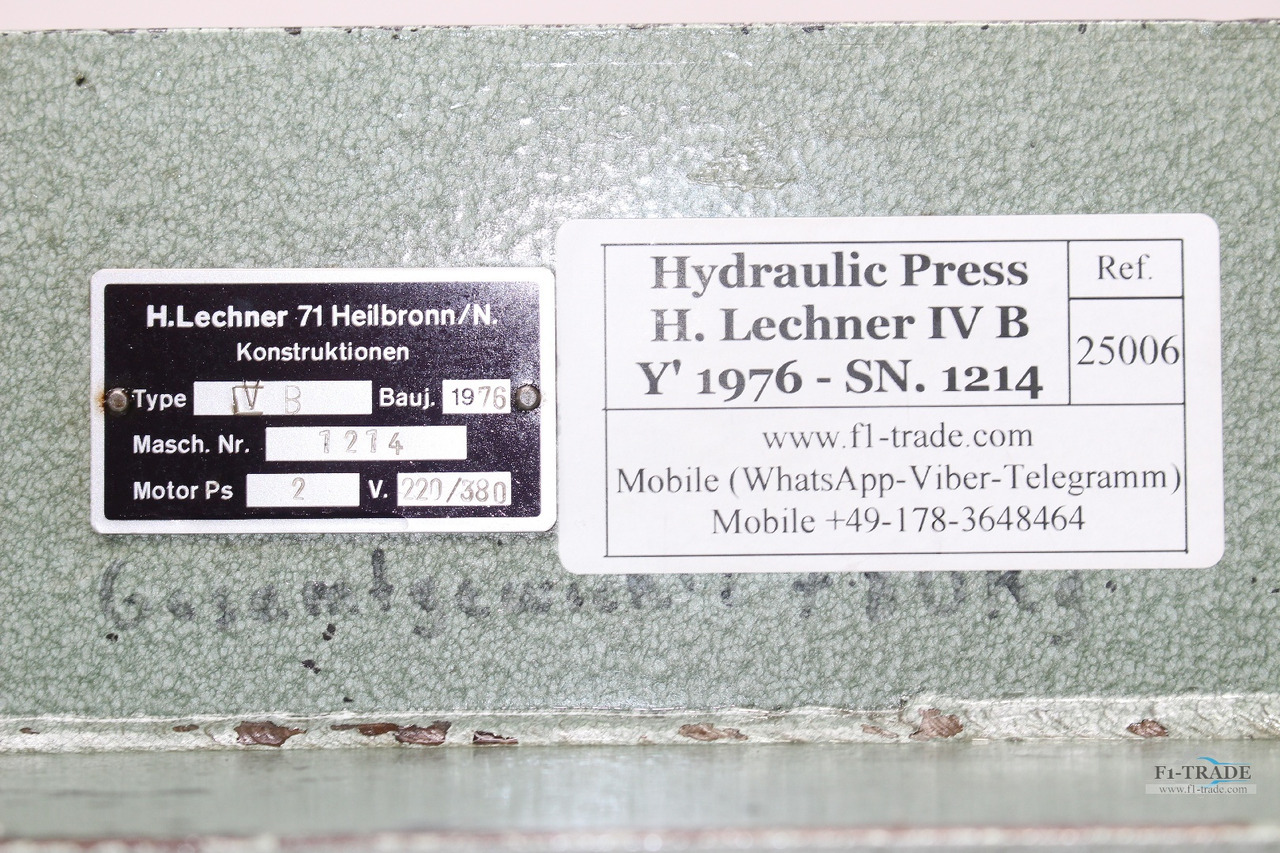 H.Lechner 71 Heilbronn/N.
Konstruktionen
Type IV B Bauj. 1976
Masch. Nr. 1214
Motor Ps 2 V. 220/380
Hydraulic Press
H. Lechner IV B
Y' 1976 - SN. 1214
Ref.
25006
www.f1-trade.com
Mobile (WhatsApp-Viber-Telegramm)
Mobile +49-178-3648464
Gesamtgewicht
F1-TRADE
www.f1-trade.com